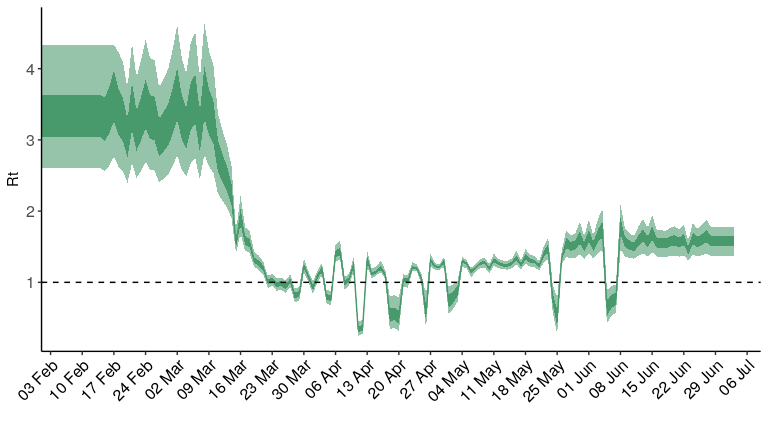 4
3
2
1
Rt
03 Feb
10 Feb
17 Feb
24 Feb
02 Mar
09 Mar
16 Mar
23 Mar
30 Mar
06 Apr
13 Apr
20 Apr
27 Apr
04 May
11 May
18 May
25 May
01 Jun
08 Jun
15 Jun
22 Jun
29 Jun
06 Jul